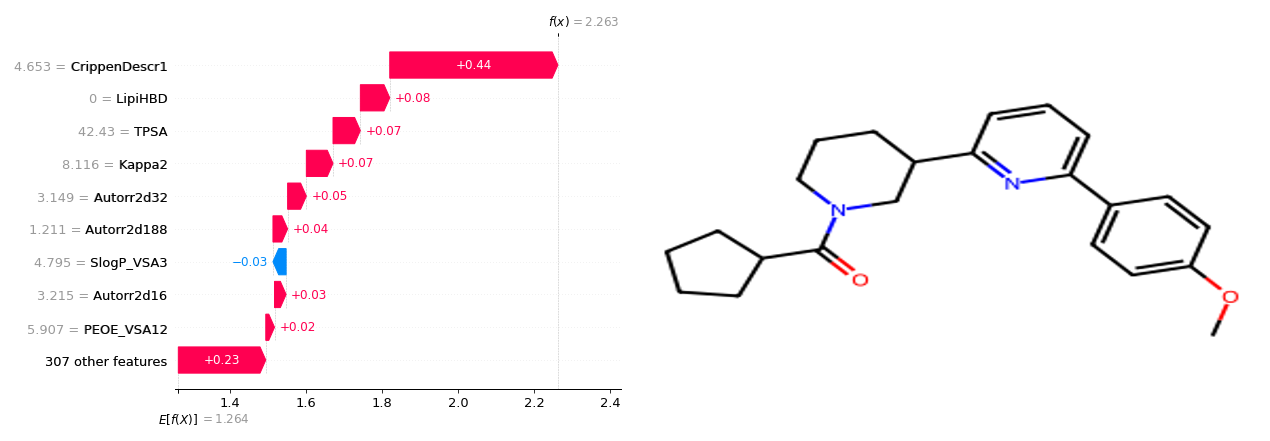 f(x) = 2.263
4.653 = CrippenDescr1 +0.44
0 = LipiHBD +0.08
42.43 = TPSA +0.07
8.116 = Kappa2 +0.07
3.149 = Autorr2d32 +0.05
1.211 = Autorr2d188 +0.04
4.795 = SlogP_VSA3 −0.03
3.215 = Autorr2d16 +0.03
5.907 = PEOE_VSA12 +0.02
307 other features +0.23
1.4 1.6 1.8 2.0 2.2 2.4
E[f(X)] = 1.264
N
N
O
O